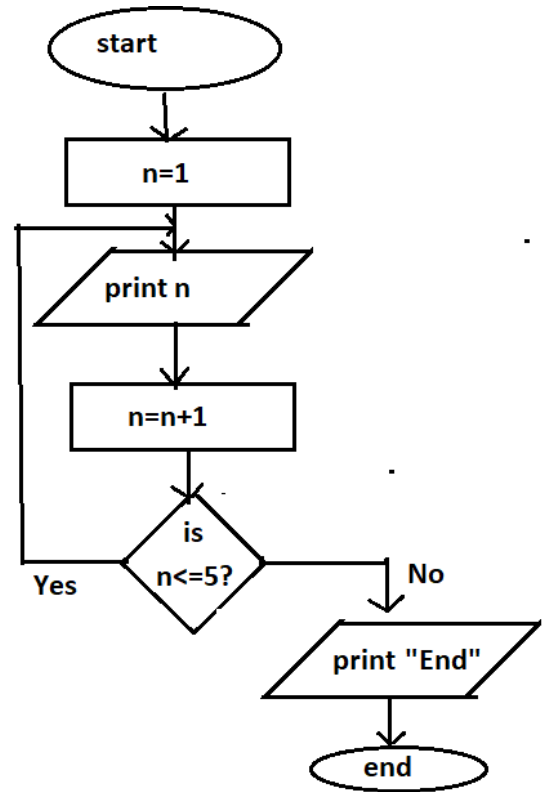 start
n=1
print n
n=n+1
is
n<=5?
Yes
No
print "End"
end